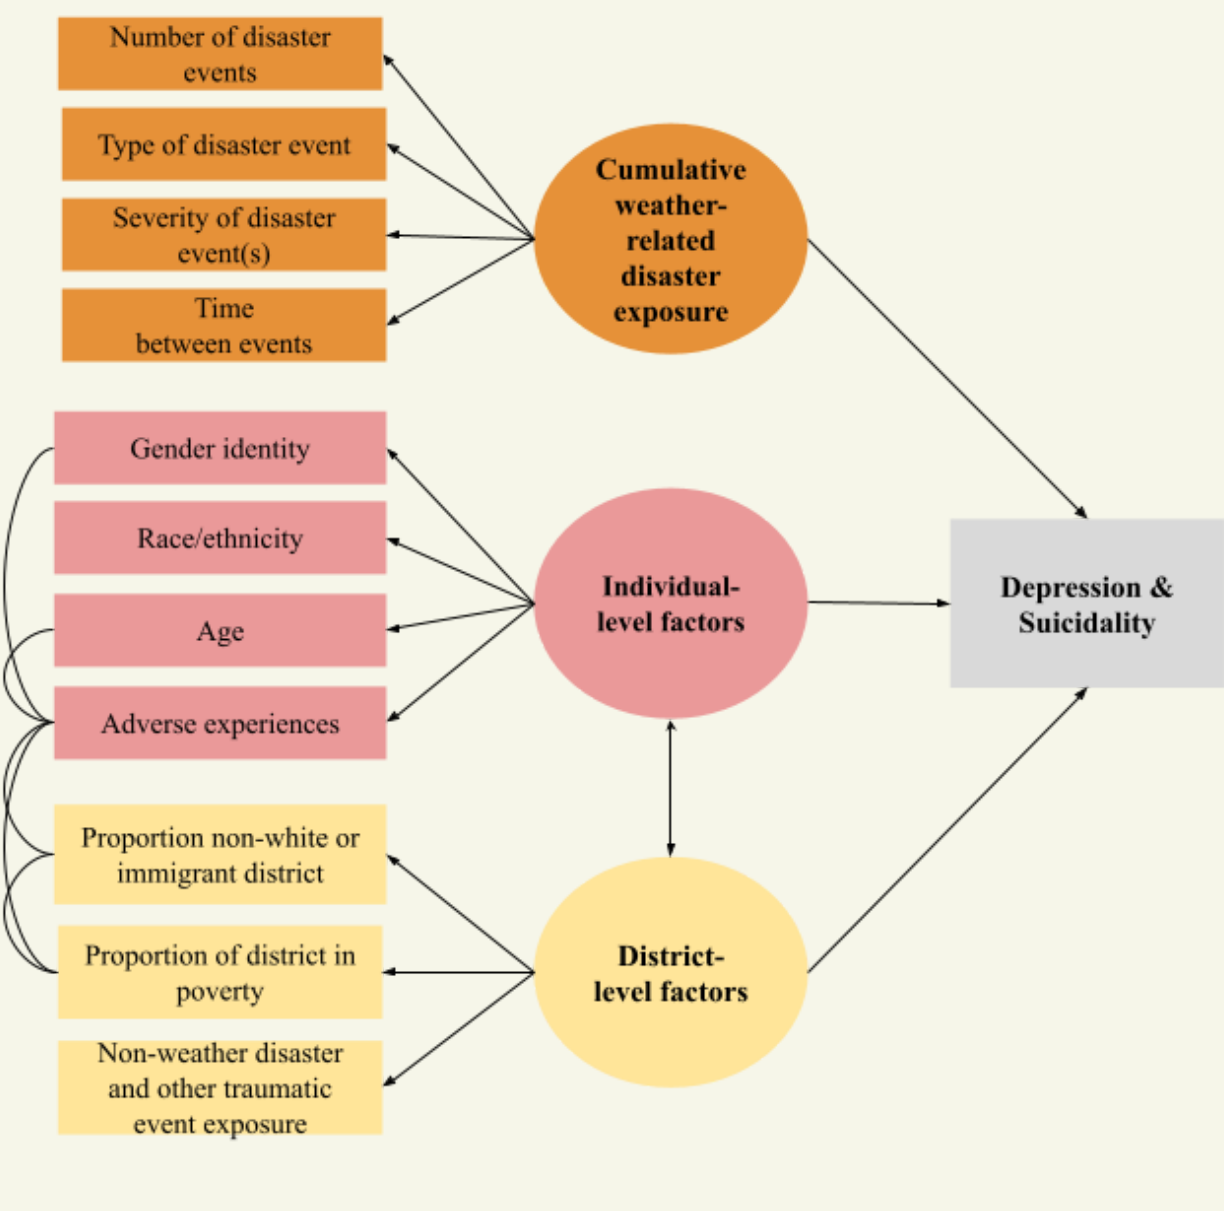 Number of disaster
events
Type of disaster event
Severity of disaster
event(s)
Time
between events
Cumulative
weather-
related
disaster
exposure
Gender identity
Race/ethnicity
Age
Adverse experiences
Individual-
level factors
Depression &
Suicidality
Proportion non-white or
immigrant district
Proportion of district in
poverty
Non-weather disaster
and other traumatic
event exposure
District-
level factors